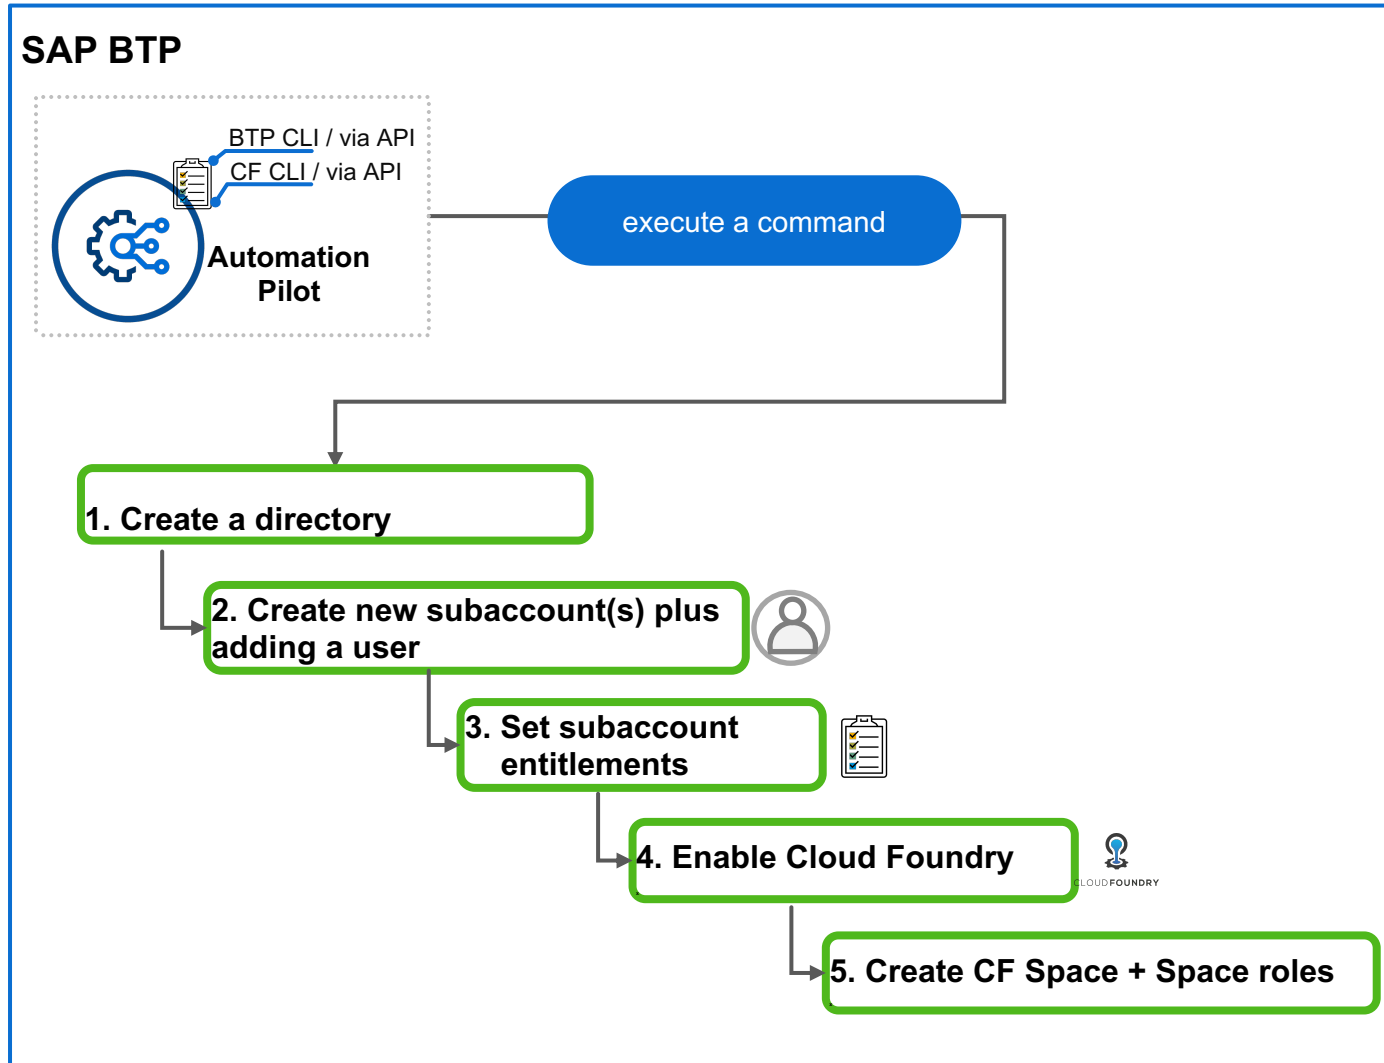 SAP BTP
BTP CLI / via API
CF CLI / via API
Automation
Pilot
execute a command
1. Create a directory
2. Create new subaccount(s) plus
adding a user
3. Set subaccount
entitlements
4. Enable Cloud Foundry
CLOUDFOUNDRY
5. Create CF Space + Space roles